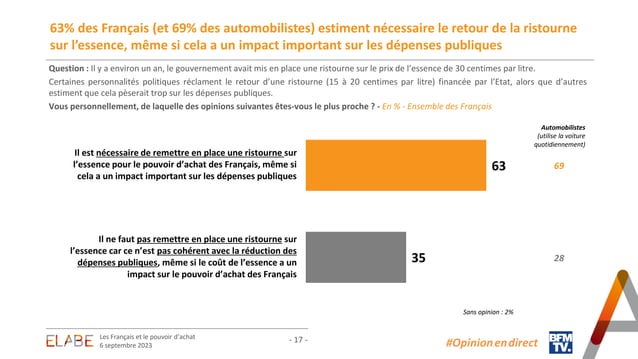 63% des Français (et 69% des automobilistes) estiment nécessaire le retour de la ristourne
sur l’essence, même si cela a un impact important sur les dépenses publiques
Question : Il y a environ un an, le gouvernement avait mis en place une ristourne sur le prix de l’essence de 30 centimes par litre.
Certaines personnalités politiques réclament le retour d’une ristourne (15 à 20 centimes par litre) financée par l’Etat, alors que d’autres
estiment que cela pèserait trop sur les dépenses publiques.
Vous personnellement, de laquelle des opinions suivantes êtes-vous le plus proche ? - En % - Ensemble des Français
Automobilistes
(utilise la voiture
quotidiennement)
Il est nécessaire de remettre en place une ristourne sur
l’essence pour le pouvoir d’achat des Français, même si
cela a un impact important sur les dépenses publiques
63
69
Il ne faut pas remettre en place une ristourne sur
l’essence car ce n’est pas cohérent avec la réduction des
dépenses publiques, même si le coût de l’essence a un
impact sur le pouvoir d’achat des Français
35
28
Sans opinion : 2%
ELABE
Les Français et le pouvoir d’achat
6 septembre 2023
- 17 -
#Opinionendirect
BFM
TV.